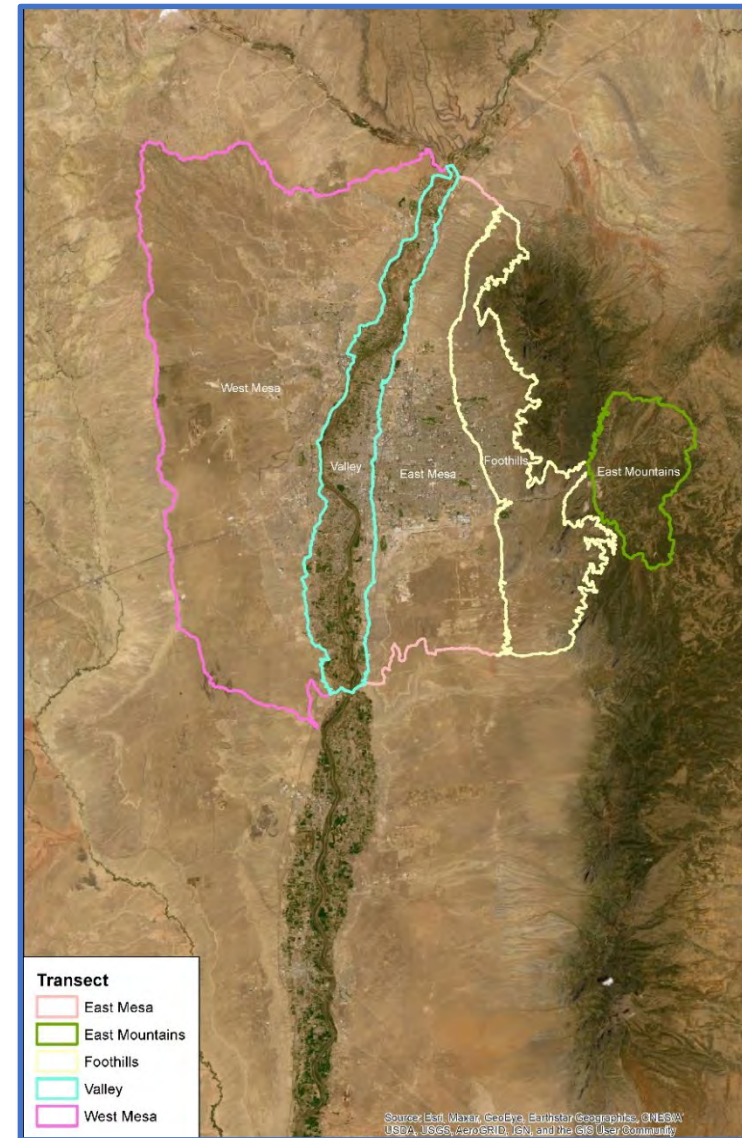 West Mesa
Valley
East Mesa
Foothills
East Mountains
Transect
East Mesa
East Mountains
Foothills
Valley
West Mesa
Source: Esri, Maxar, GeoEye, Earthstar Geographics, CNES/Airbus DS,
USDA, USGS, AeroGRID, IGN, and the GIS User Community